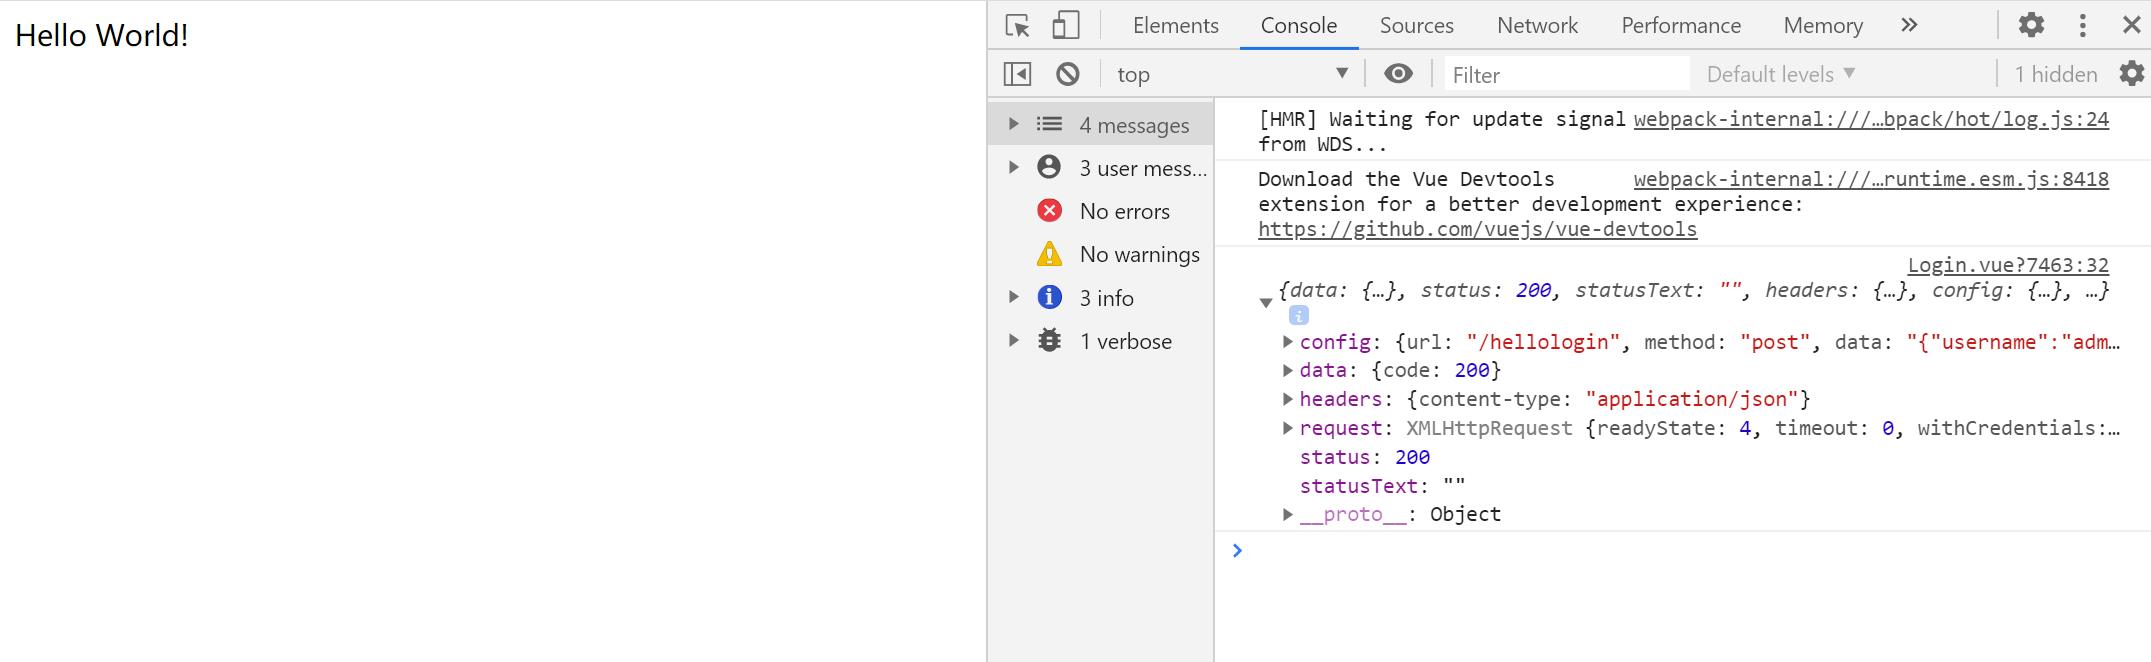 Hello World!
Elements Console Sources Network Performance Memory »
top Filter Default levels 1 hidden
4 messages
3 user mess...
No errors
No warnings
3 info
1 verbose
[HMR] Waiting for update signal webpack-internal:///…bpack/hot/log.js:24
from WDS...
Download the Vue Devtools webpack-internal:///…runtime.esm.js:8418
extension for a better development experience:
https://github.com/vuejs/vue-devtools
Login.vue?7463:32
{data: {…}, status: 200, statusText: "", headers: {…}, config: {…}, …}
i
config: {url: "/hellologin", method: "post", data: "{"username":"adm…
data: {code: 200}
headers: {content-type: "application/json"}
request: XMLHttpRequest {readyState: 4, timeout: 0, withCredentials:…
status: 200
statusText: ""
__proto__: Object